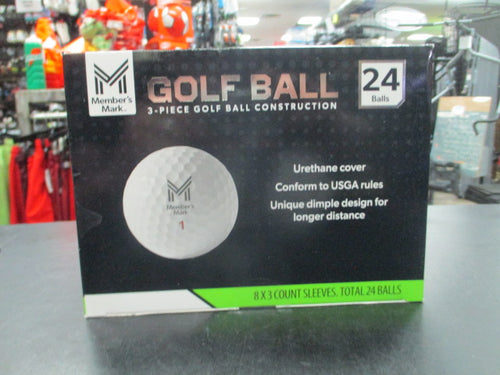 Member's
Mark™
GOLF BALL
3-PIECE GOLF BALL CONSTRUCTION
24
Balls
Urethane cover
Conform to USGA rules
Unique dimple design for
longer distance
Member's
Mark
1
8 X 3 COUNT SLEEVES. TOTAL 24 BALLS